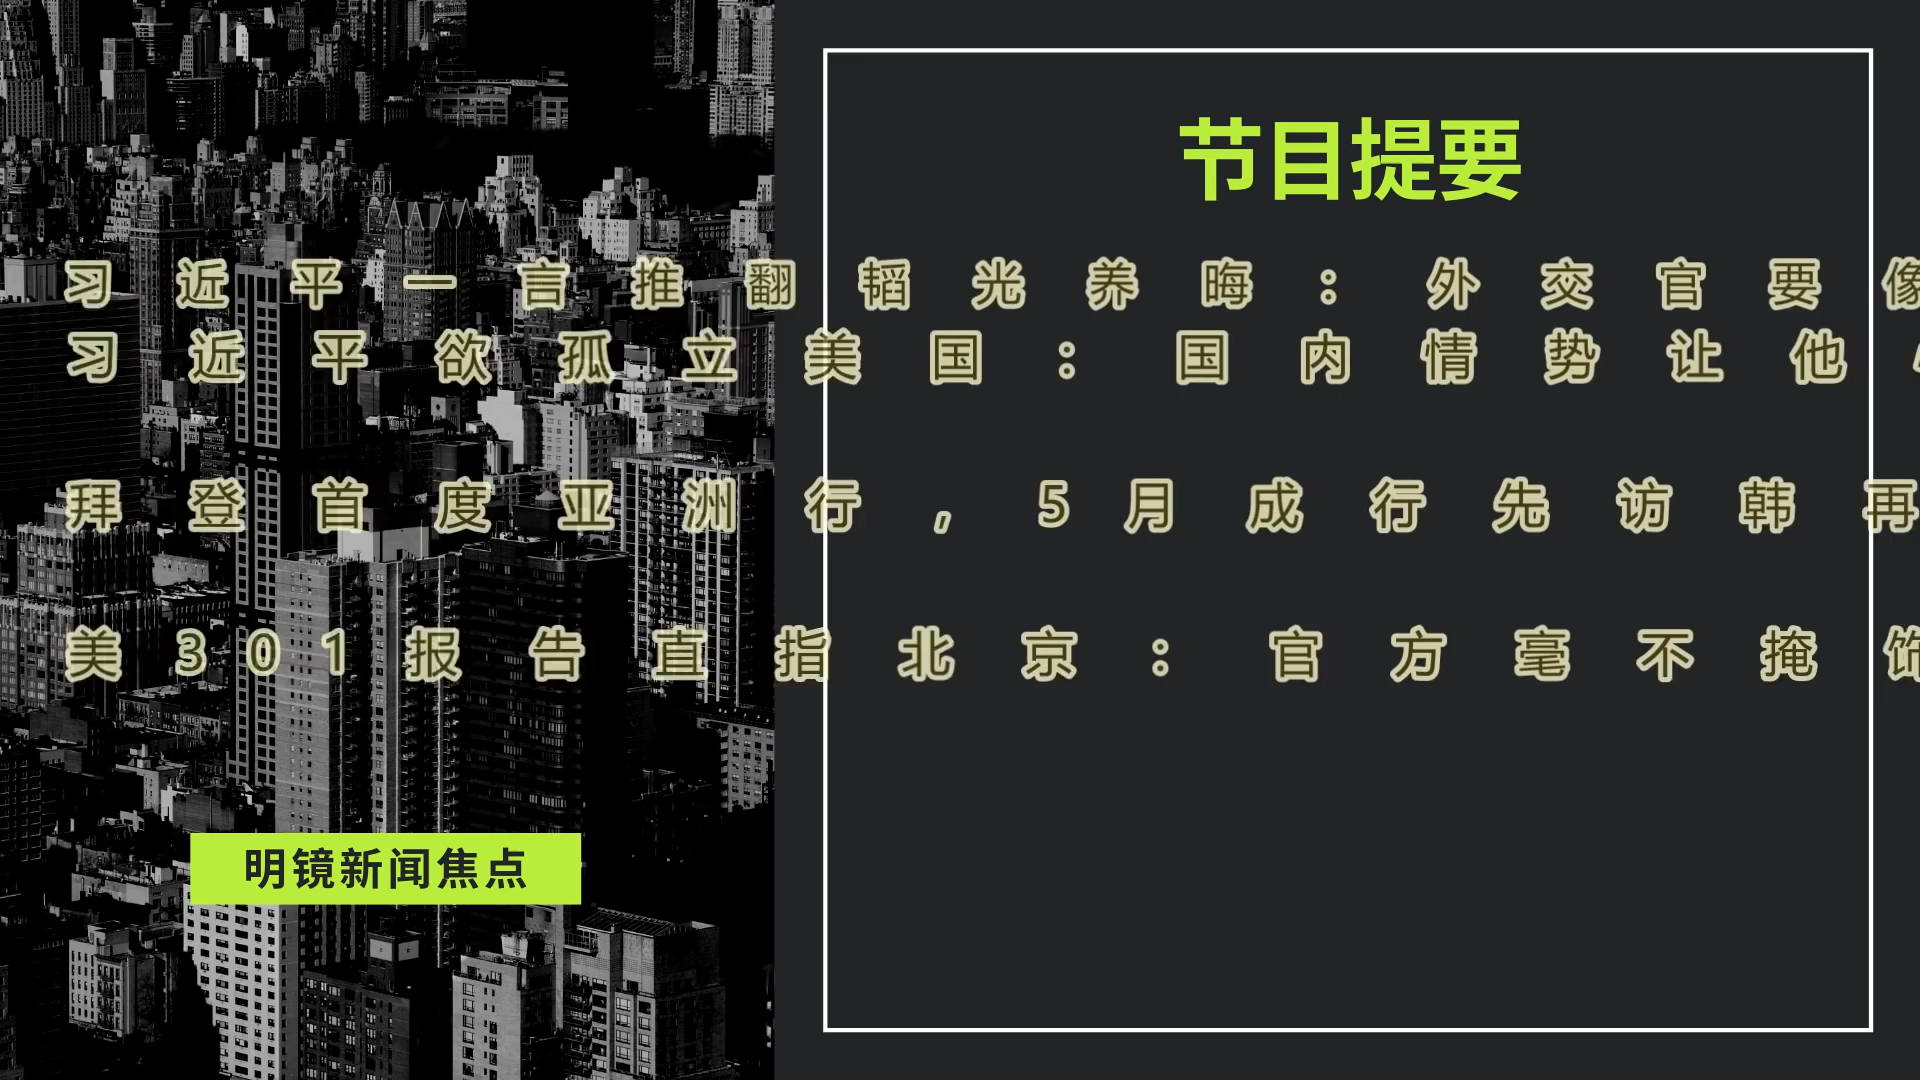 节目提要
习近平一言推翻韬光养晦：外交官要像
习近平欲孤立美国：国内情势让他
拜登首度亚洲行，5月成行先访韩再
美301报告直指北京：官方毫不掩饰
明镜新闻焦点